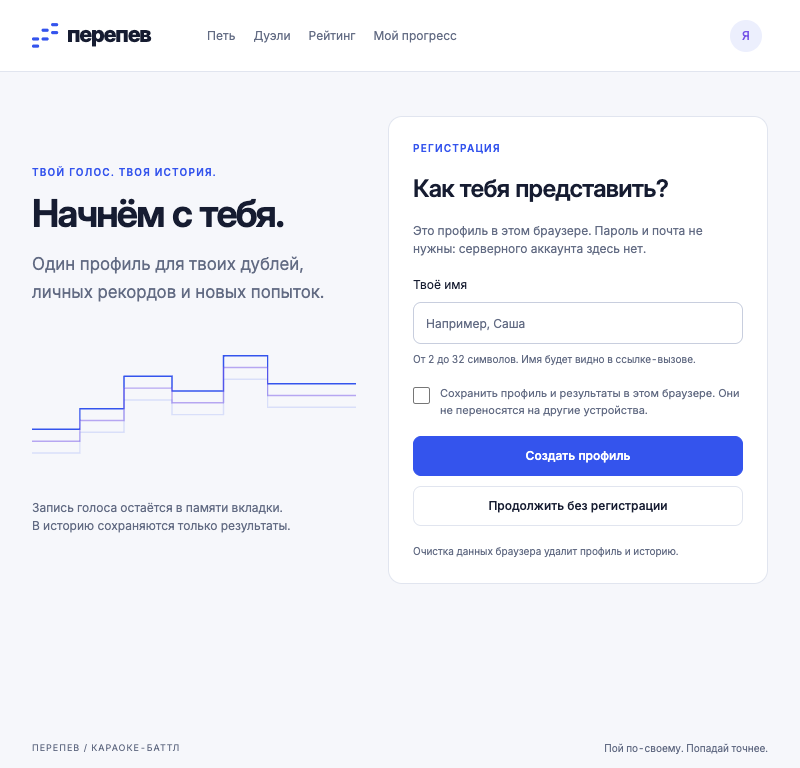 перепев
Петь Дуэли Рейтинг Мой прогресс
Я
ТВОЙ ГОЛОС. ТВОЯ ИСТОРИЯ.
Начнём с тебя.
Один профиль для твоих дублей,
личных рекордов и новых попыток.
Запись голоса остаётся в памяти вкладки.
В историю сохраняются только результаты.
РЕГИСТРАЦИЯ
Как тебя представить?
Это профиль в этом браузере. Пароль и почта не
нужны: серверного аккаунта здесь нет.
Твоё имя
Например, Саша
От 2 до 32 символов. Имя будет видно в ссылке-вызове.
Сохранить профиль и результаты в этом браузере. Они
не переносятся на другие устройства.
Создать профиль
Продолжить без регистрации
Очистка данных браузера удалит профиль и историю.
ПЕРЕПЕВ / КАРАОКЕ-БАТТЛ
Пой по-своему. Попадай точнее.